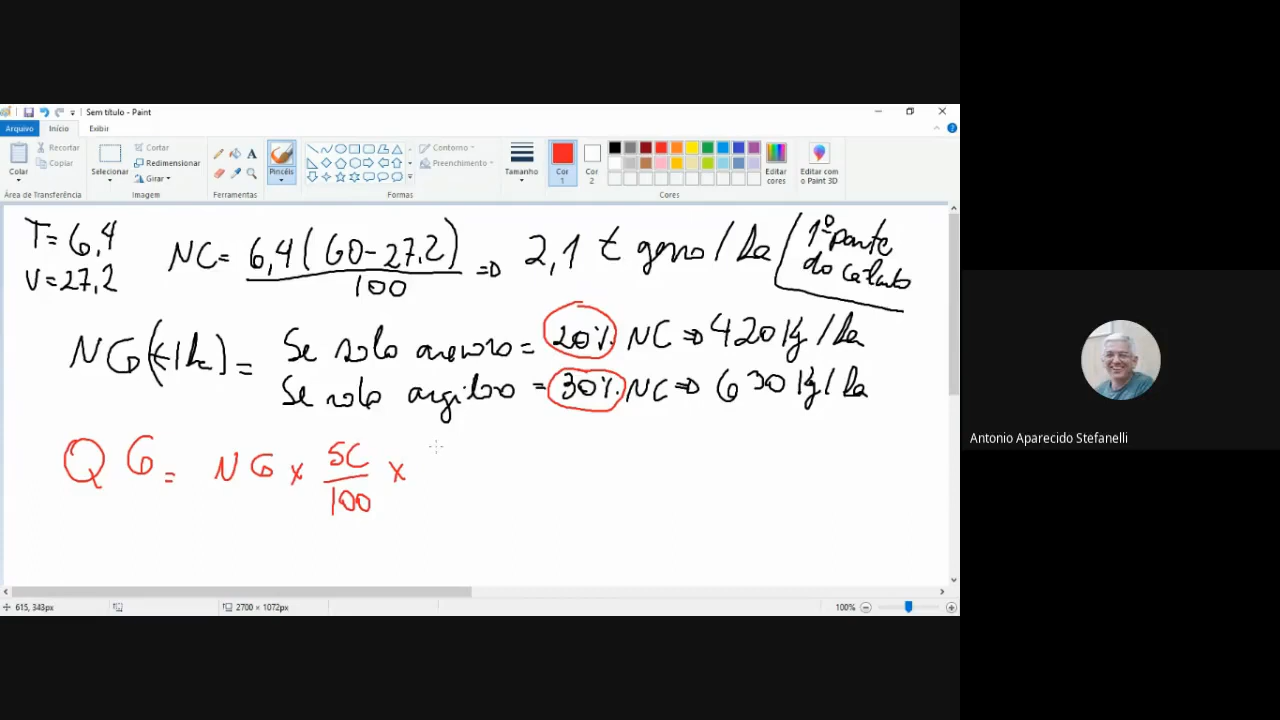 Sem título - Paint
Arquivo Início Exibir
Colar
Recortar
Copiar
Área de Transferência
Selecionar
Cortar
Redimensionar
Girar
Imagem
A
Ferramentas
Pincéis
Contorno
Preenchimento
Formas
Tamanho
Cor 1
Cor 2
Cores
Editar cores
Editar com o Paint 3D
T= 6,4
V= 27,2
NC= 6,4 (60-27,2) / 100 => 2,1 t gesso/ha
1ª parte
do cálculo
NG (t/ha) =
Se solo arenoso = 20% NC => 420 Kg/ha
Se solo argiloso = 30% NC => 630 Kg/ha
QG = NG x SC/100 x
615, 343px
2700 × 1072px
100%
Antonio Aparecido Stefanelli